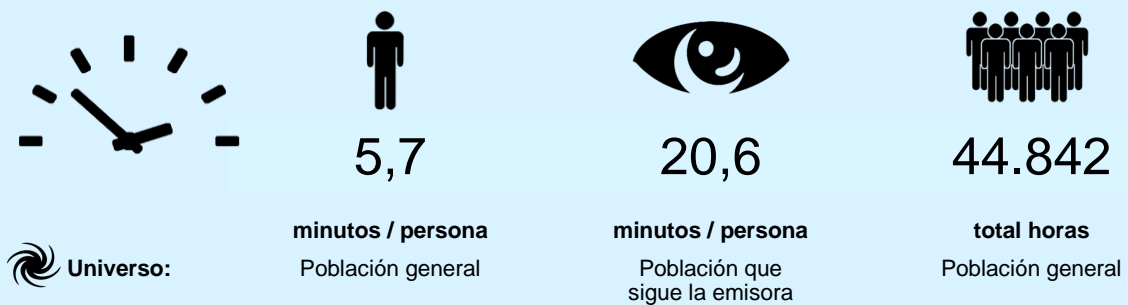 5,7
20,6
44.842
minutos / persona
minutos / persona
total horas
Universo:
Población general
Población que
sigue la emisora
Población general